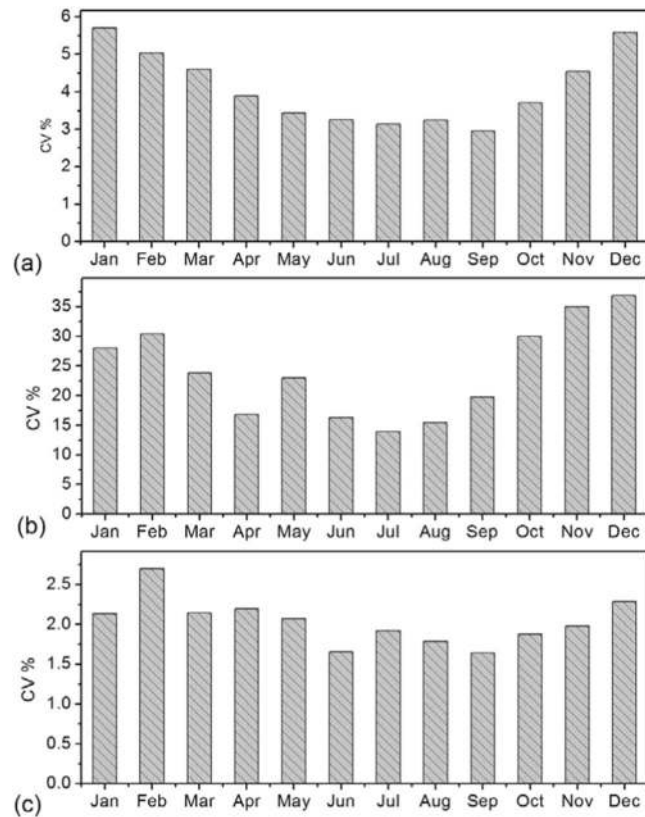 6
5
4
3
2
1
0
CV %
Jan Feb Mar Apr May Jun Jul Aug Sep Oct Nov Dec
(a)
35
30
25
20
15
10
5
0
CV %
Jan Feb Mar Apr May Jun Jul Aug Sep Oct Nov Dec
(b)
2.5
2.0
1.5
1.0
0.5
0.0
CV %
Jan Feb Mar Apr May Jun Jul Aug Sep Oct Nov Dec
(c)